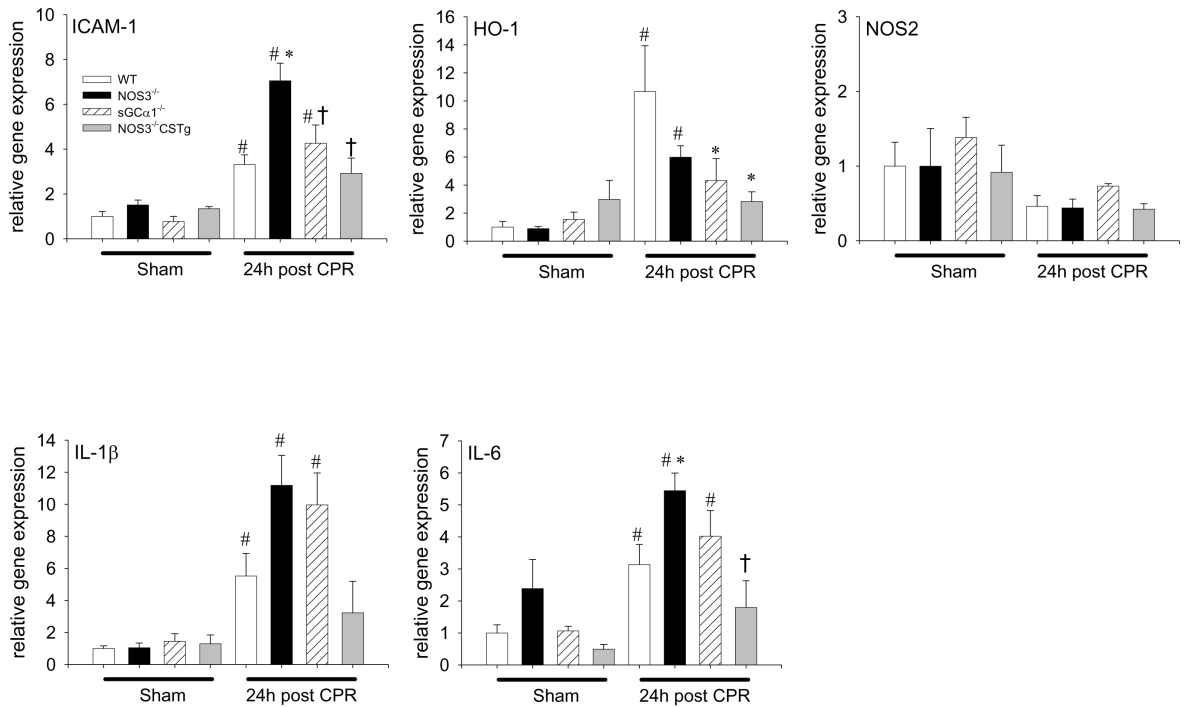 ICAM-1
relative gene expression
10
8
6
4
2
0
WT
NOS3-/-
sGCα1-/-
NOS3-/-CSTg
#
# *
# †
†
Sham
24h post CPR
HO-1
relative gene expression
16
14
12
10
8
6
4
2
0
#
#
*
*
Sham
24h post CPR
NOS2
relative gene expression
3
2
1
0
Sham
24h post CPR
IL-1β
relative gene expression
14
12
10
8
6
4
2
0
#
#
#
Sham
24h post CPR
IL-6
relative gene expression
7
6
5
4
3
2
1
0
#
# *
#
†
Sham
24h post CPR